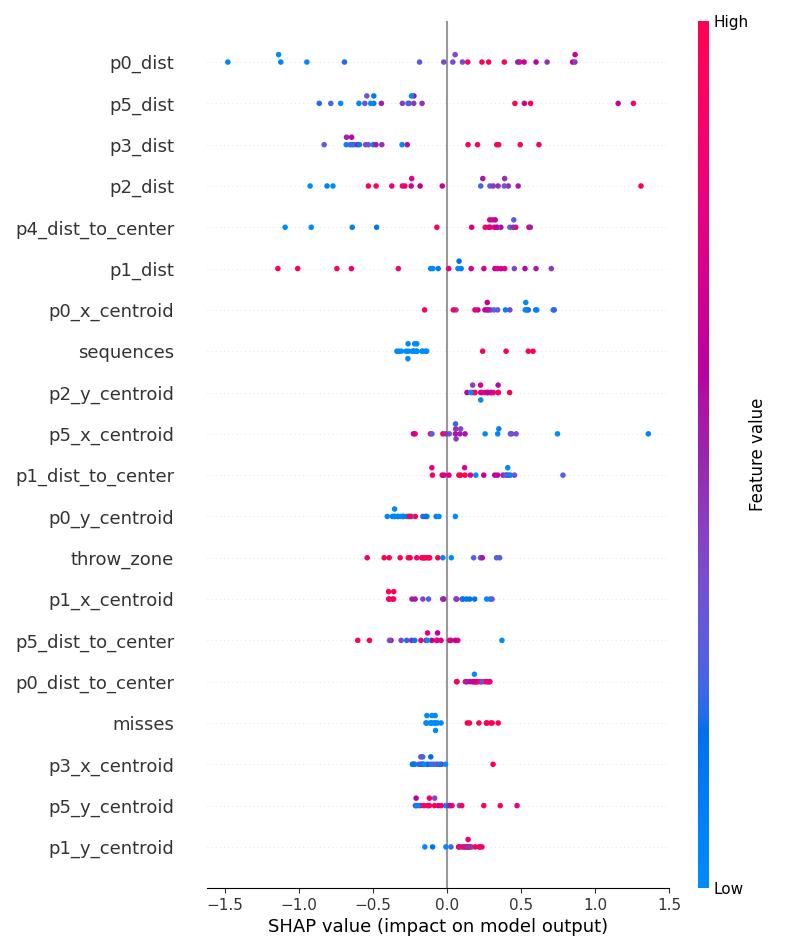 High
p0_dist
p5_dist
p3_dist
p2_dist
p4_dist_to_center
p1_dist
p0_x_centroid
sequences
p2_y_centroid
p5_x_centroid
p1_dist_to_center
p0_y_centroid
throw_zone
p1_x_centroid
p5_dist_to_center
p0_dist_to_center
misses
p3_x_centroid
p5_y_centroid
p1_y_centroid
Feature value
Low
−1.5 −1.0 −0.5 0.0 0.5 1.0 1.5
SHAP value (impact on model output)